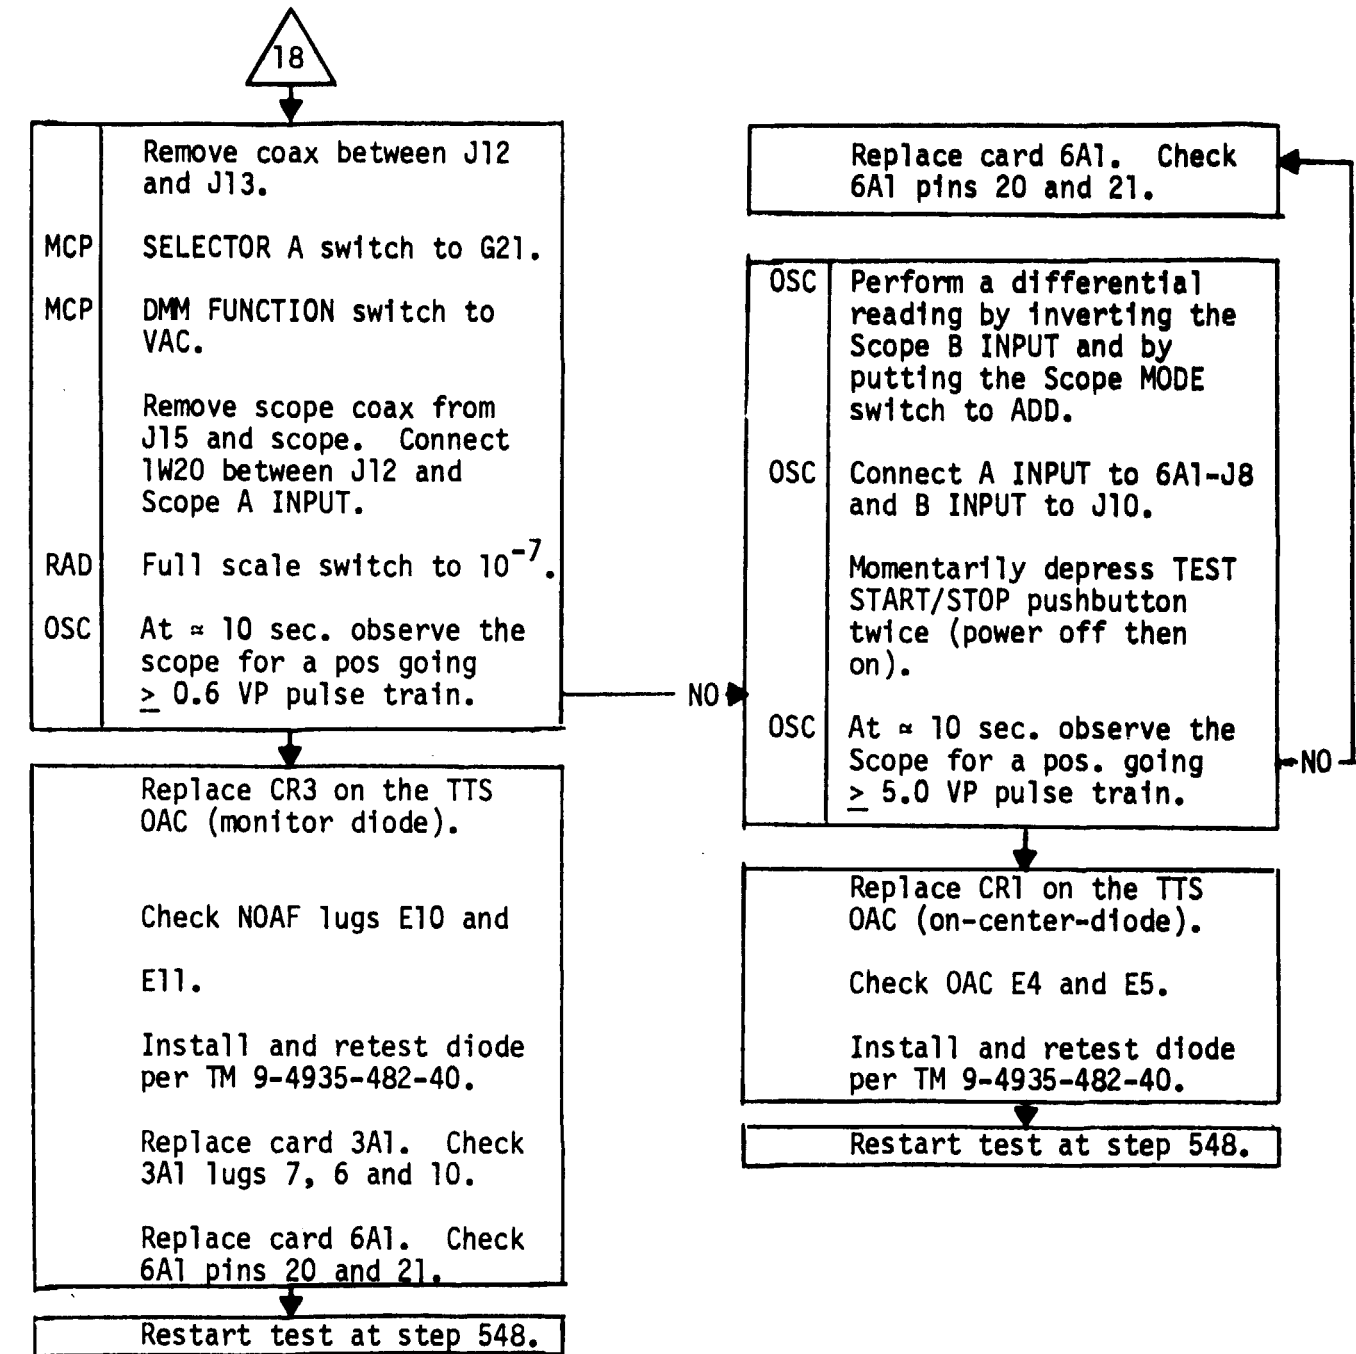 18
Remove coax between J12
and J13.
MCP SELECTOR A switch to G21.
MCP DMM FUNCTION switch to
VAC.
Remove scope coax from
J15 and scope. Connect
1W20 between J12 and
Scope A INPUT.
RAD Full scale switch to 10⁻⁷.
OSC At ≈ 10 sec. observe the
scope for a pos going
≥ 0.6 VP pulse train.
NO
Replace CR3 on the TTS
OAC (monitor diode).
Check NOAF lugs E10 and
E11.
Install and retest diode
per TM 9-4935-482-40.
Replace card 3A1. Check
3A1 lugs 7, 6 and 10.
Replace card 6A1. Check
6A1 pins 20 and 21.
Restart test at step 548.
Replace card 6A1. Check
6A1 pins 20 and 21.
OSC Perform a differential
reading by inverting the
Scope B INPUT and by
putting the Scope MODE
switch to ADD.
OSC Connect A INPUT to 6A1-J8
and B INPUT to J10.
Momentarily depress TEST
START/STOP pushbutton
twice (power off then
on).
OSC At ≈ 10 sec. observe the
Scope for a pos. going
≥ 5.0 VP pulse train.
NO
Replace CR1 on the TTS
OAC (on-center-diode).
Check OAC E4 and E5.
Install and retest diode
per TM 9-4935-482-40.
Restart test at step 548.